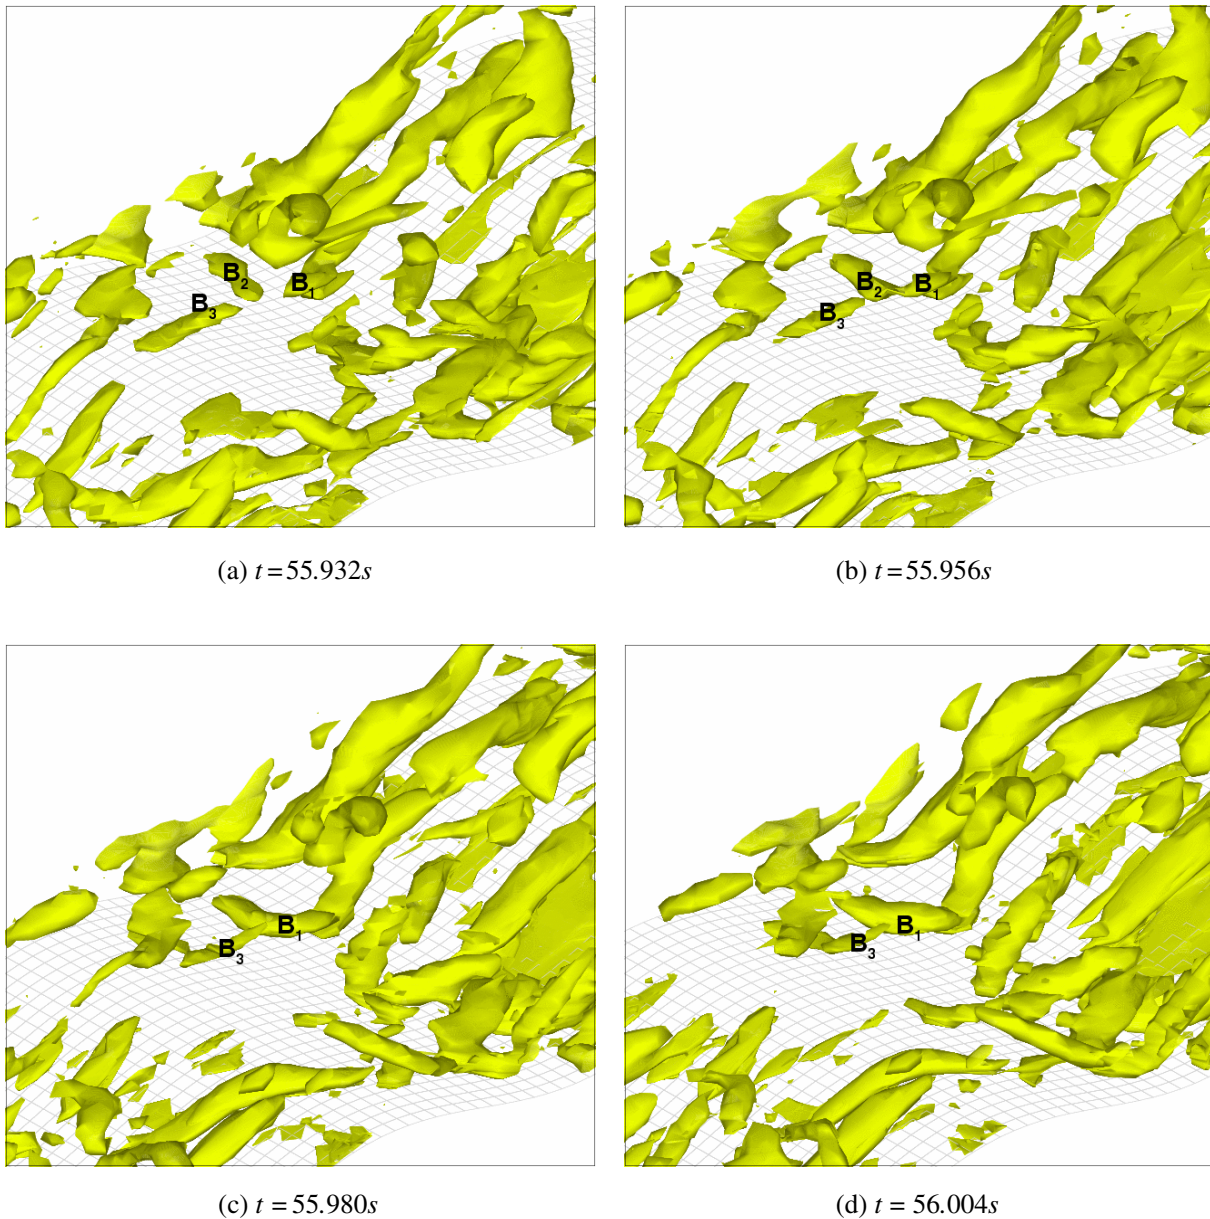 B2 B1
B3
(a) t=55.932s
B2 B1
B3
(b) t=55.956s
B1
B3
(c) t=55.980s
B1
B3
(d) t = 56.004s